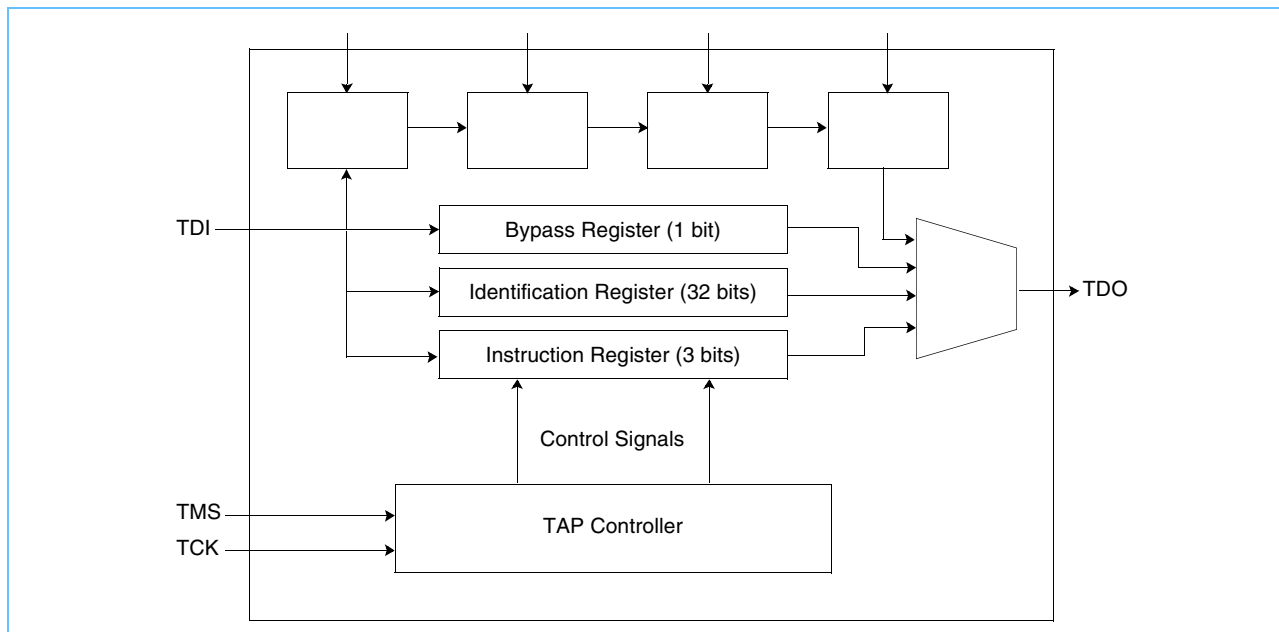 TDI
Bypass Register (1 bit)
Identification Register (32 bits)
TDO
Instruction Register (3 bits)
Control Signals
TMS
TAP Controller
TCK